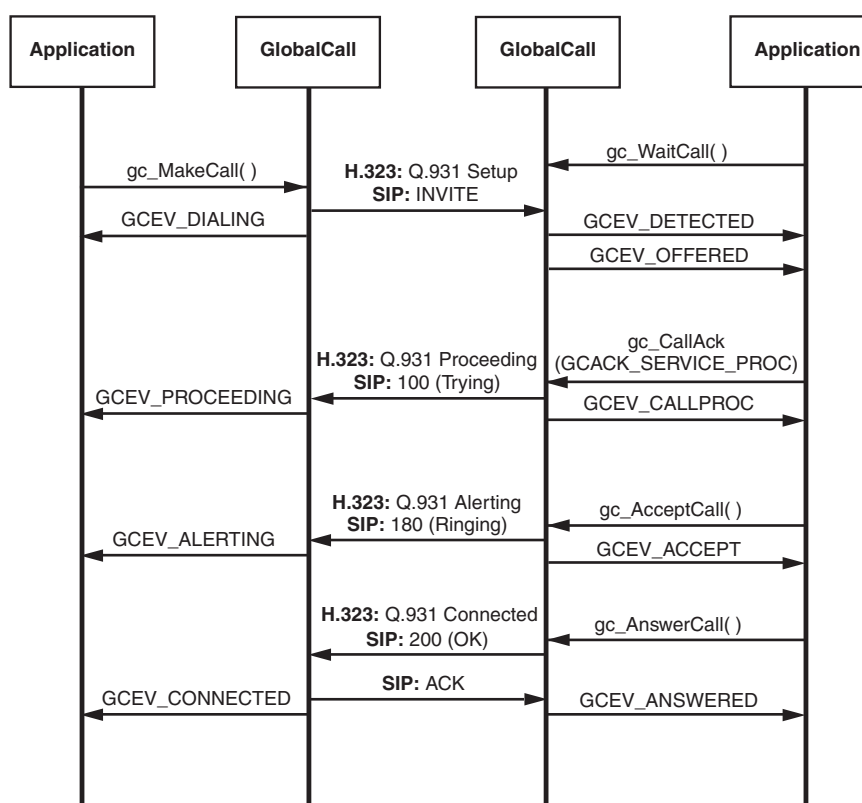 Application
GlobalCall
GlobalCall
Application
gc_WaitCall( )
gc_MakeCall( )
H.323: Q.931 Setup
SIP: INVITE
GCEV_DIALING
GCEV_DETECTED
GCEV_OFFERED
gc_CallAck
(GCACK_SERVICE_PROC)
H.323: Q.931 Proceeding
SIP: 100 (Trying)
GCEV_PROCEEDING
GCEV_CALLPROC
H.323: Q.931 Alerting
SIP: 180 (Ringing)
gc_AcceptCall( )
GCEV_ALERTING
GCEV_ACCEPT
H.323: Q.931 Connected
SIP: 200 (OK)
gc_AnswerCall( )
SIP: ACK
GCEV_CONNECTED
GCEV_ANSWERED